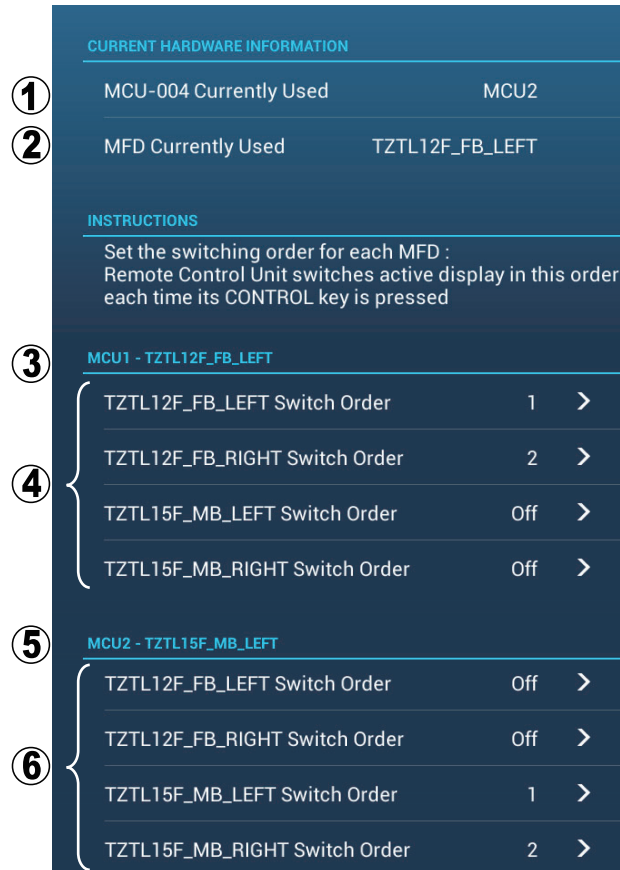 CURRENT HARDWARE INFORMATION
1 MCU-004 Currently Used MCU2
2 MFD Currently Used TZTL12F_FB_LEFT
INSTRUCTIONS
Set the switching order for each MFD :
Remote Control Unit switches active display in this order
each time its CONTROL key is pressed
3 MCU1 - TZTL12F_FB_LEFT
TZTL12F_FB_LEFT Switch Order 1 >
TZTL12F_FB_RIGHT Switch Order 2 >
4
TZTL15F_MB_LEFT Switch Order Off >
TZTL15F_MB_RIGHT Switch Order Off >
5 MCU2 - TZTL15F_MB_LEFT
TZTL12F_FB_LEFT Switch Order Off >
TZTL12F_FB_RIGHT Switch Order Off >
6
TZTL15F_MB_LEFT Switch Order 1 >
TZTL15F_MB_RIGHT Switch Order 2 >